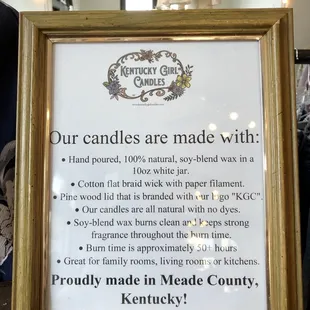 Kentucky Girl
Candles
Our candles are made with:
• Hand poured, 100% natural, soy-blend wax in a
10oz white jar.
• Cotton flat braid wick with paper filament.
• Pine wood lid that is branded with our logo "KGC".
• Our candles are all natural with no dyes.
• Soy-blend wax burns clean and keeps strong
fragrance throughout the burn time.
• Burn time is approximately 50+ hours
• Great for family rooms, living rooms or kitchens.
Proudly made in Meade County,
Kentucky!